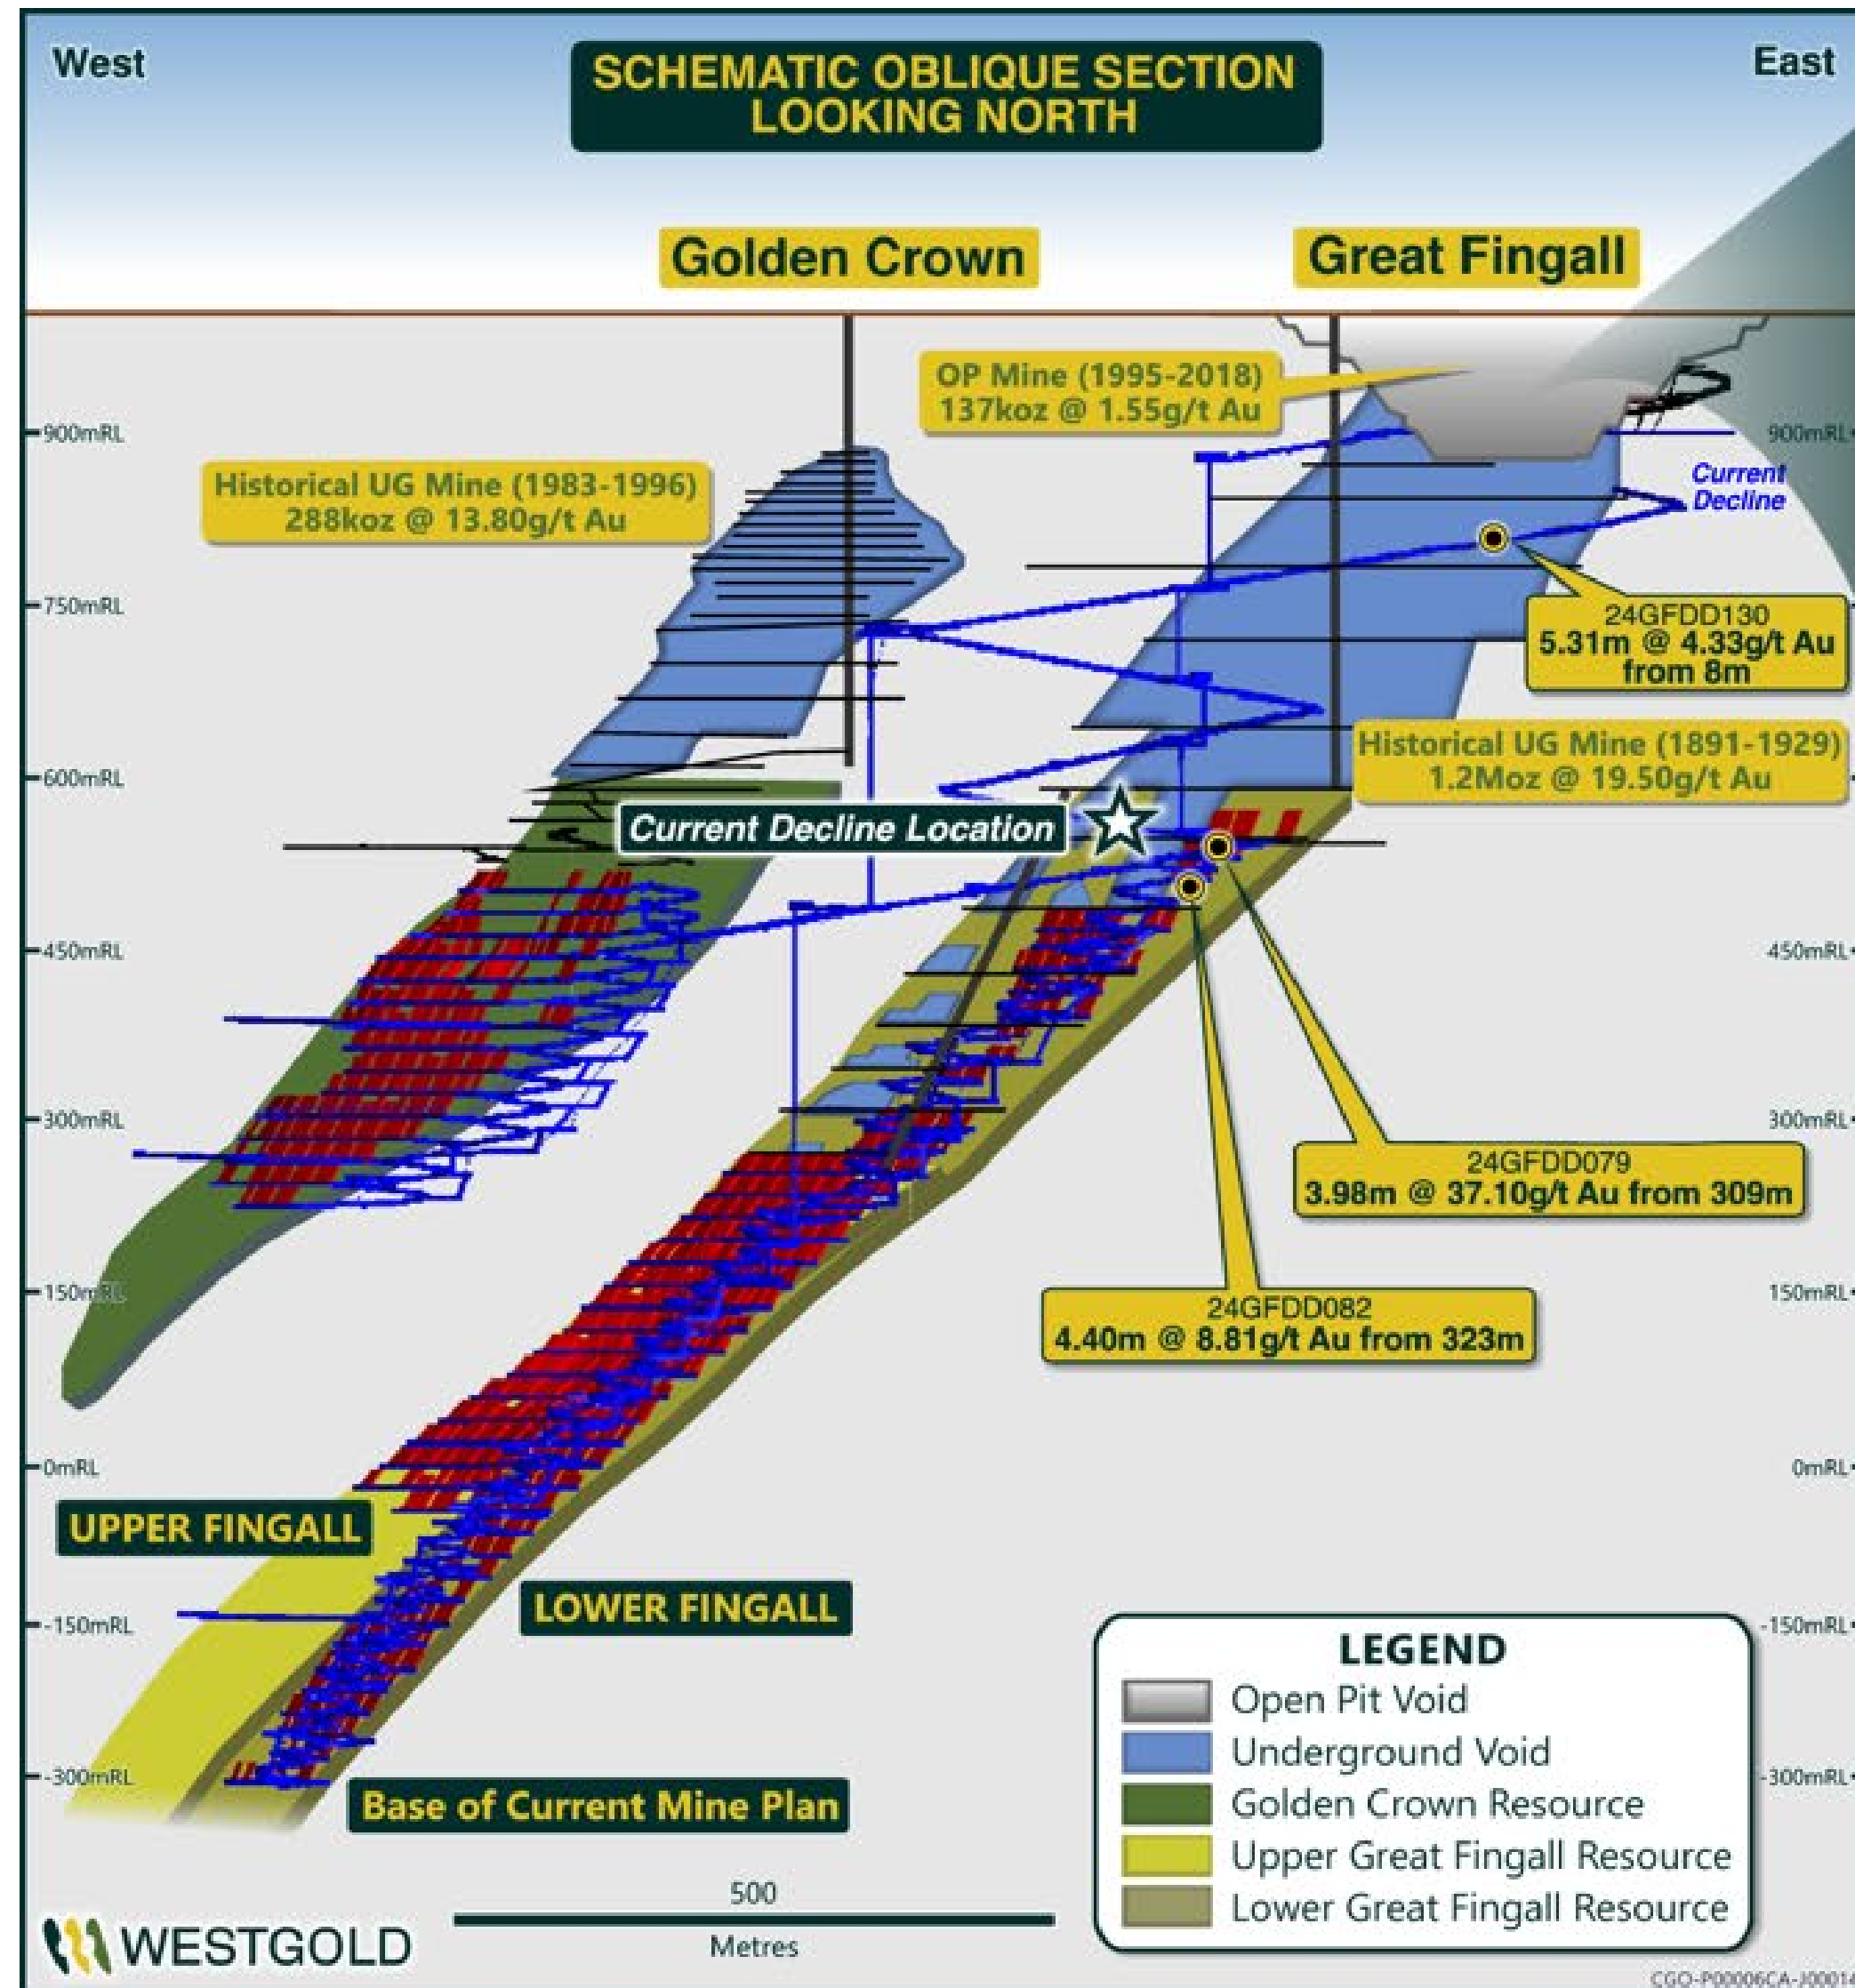 West
East
SCHEMATIC OBLIQUE SECTION
LOOKING NORTH
Golden Crown
Great Fingall
OP Mine (1995-2018)
137koz @ 1.55g/t Au
900mRL
900mRL
Current
Decline
Historical UG Mine (1983-1996)
288koz @ 13.80g/t Au
750mRL
24GFDD130
5.31m @ 4.33g/t Au
from 8m
Historical UG Mine (1891-1929)
1.2Moz @ 19.50g/t Au
600mRL
Current Decline Location
450mRL
450mRL
300mRL
300mRL
24GFDD079
3.98m @ 37.10g/t Au from 309m
150mRL
150mRL
24GFDD082
4.40m @ 8.81g/t Au from 323m
0mRL
0mRL
UPPER FINGALL
LOWER FINGALL
-150mRL
-150mRL
LEGEND
Open Pit Void
Underground Void
Golden Crown Resource
Upper Great Fingall Resource
Lower Great Fingall Resource
-300mRL
-300mRL
Base of Current Mine Plan
500
Metres
WESTGOLD